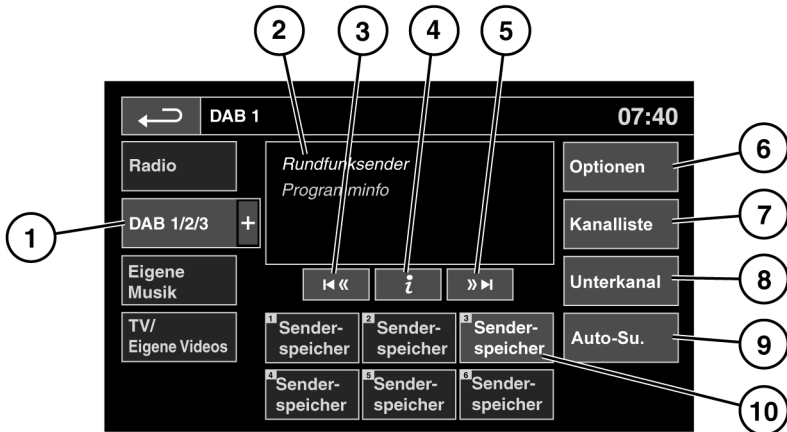 2 3 4 5
DAB 1 07:40
Radio
Rundfunksender
Programminfo
Optionen
6
1
DAB 1/2/3 +
Kanalliste
7
Eigene
Musik
i
Unterkanal
8
TV/
Eigene Videos
1 Sender-
speicher
2 Sender-
speicher
3 Sender-
speicher
Auto-Su.
9
4 Sender-
speicher
5 Sender-
speicher
6 Sender-
speicher
10